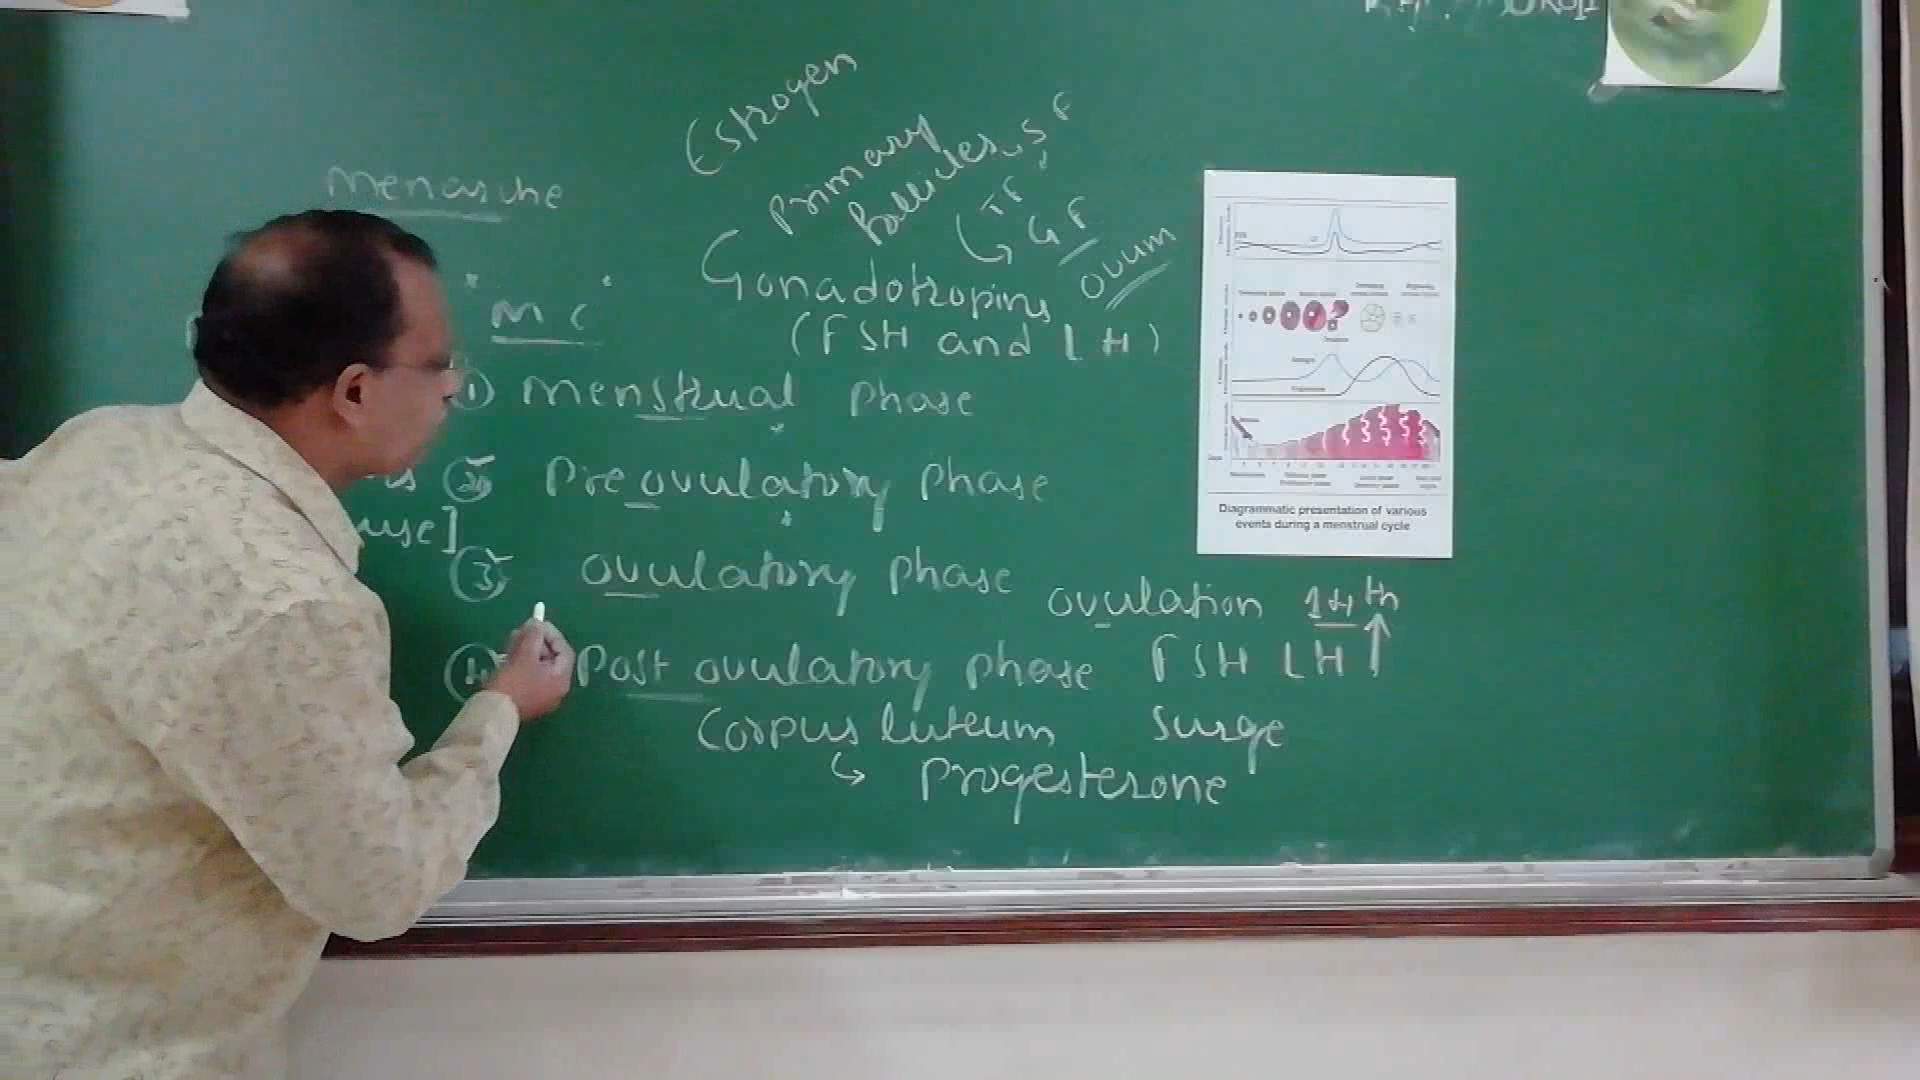 Estrogen
Primary
follicles, SF
TF
GF
ovum
Menarche
"MC"
Gonadotropins
(FSH and LH)
① Menstrual phase
② Preovulatory phase
use]
③ ovulatory phase
ovulation 14th
④ Post ovulatory phase
FSH LH ↑
Corpus luteum
Surge
↳ Progesterone
Diagrammatic presentation of various
events during a menstrual cycle